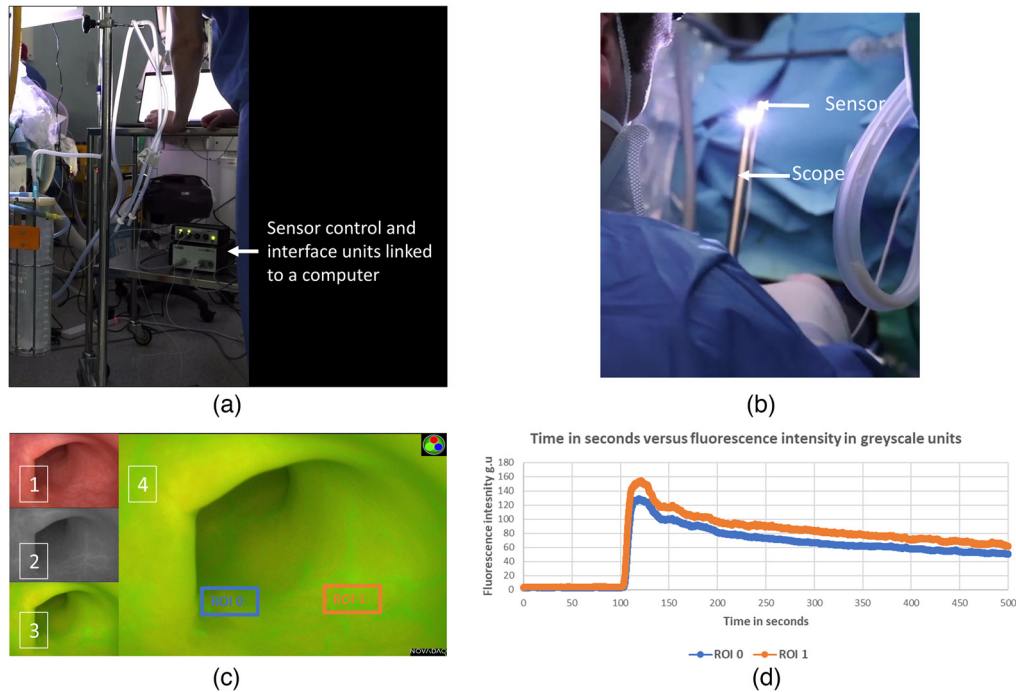 Sensor control and
interface units linked
to a computer
(a)
Sensor
Scope
(b)
1
2
3
4
ROI 0
ROI 1
(c)
Time in seconds versus fluorescence intensity in greyscale units
Fluorescence intesnity g.u
180
160
140
120
100
80
60
40
20
0
0 50 100 150 200 250 300 350 400 450 500
Time in seconds
ROI 0 ROI 1
(d)